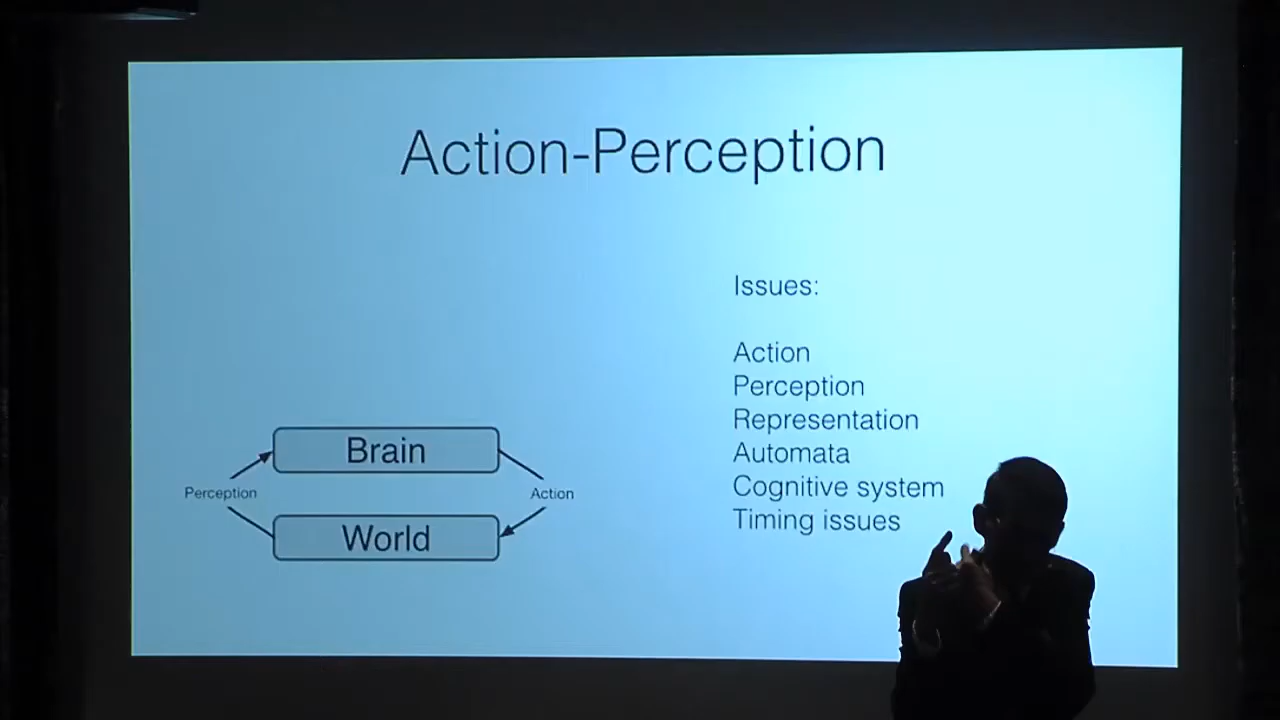 Action-Perception
Issues:
Action
Perception
Representation
Automata
Cognitive system
Timing issues
Brain
Perception
Action
World